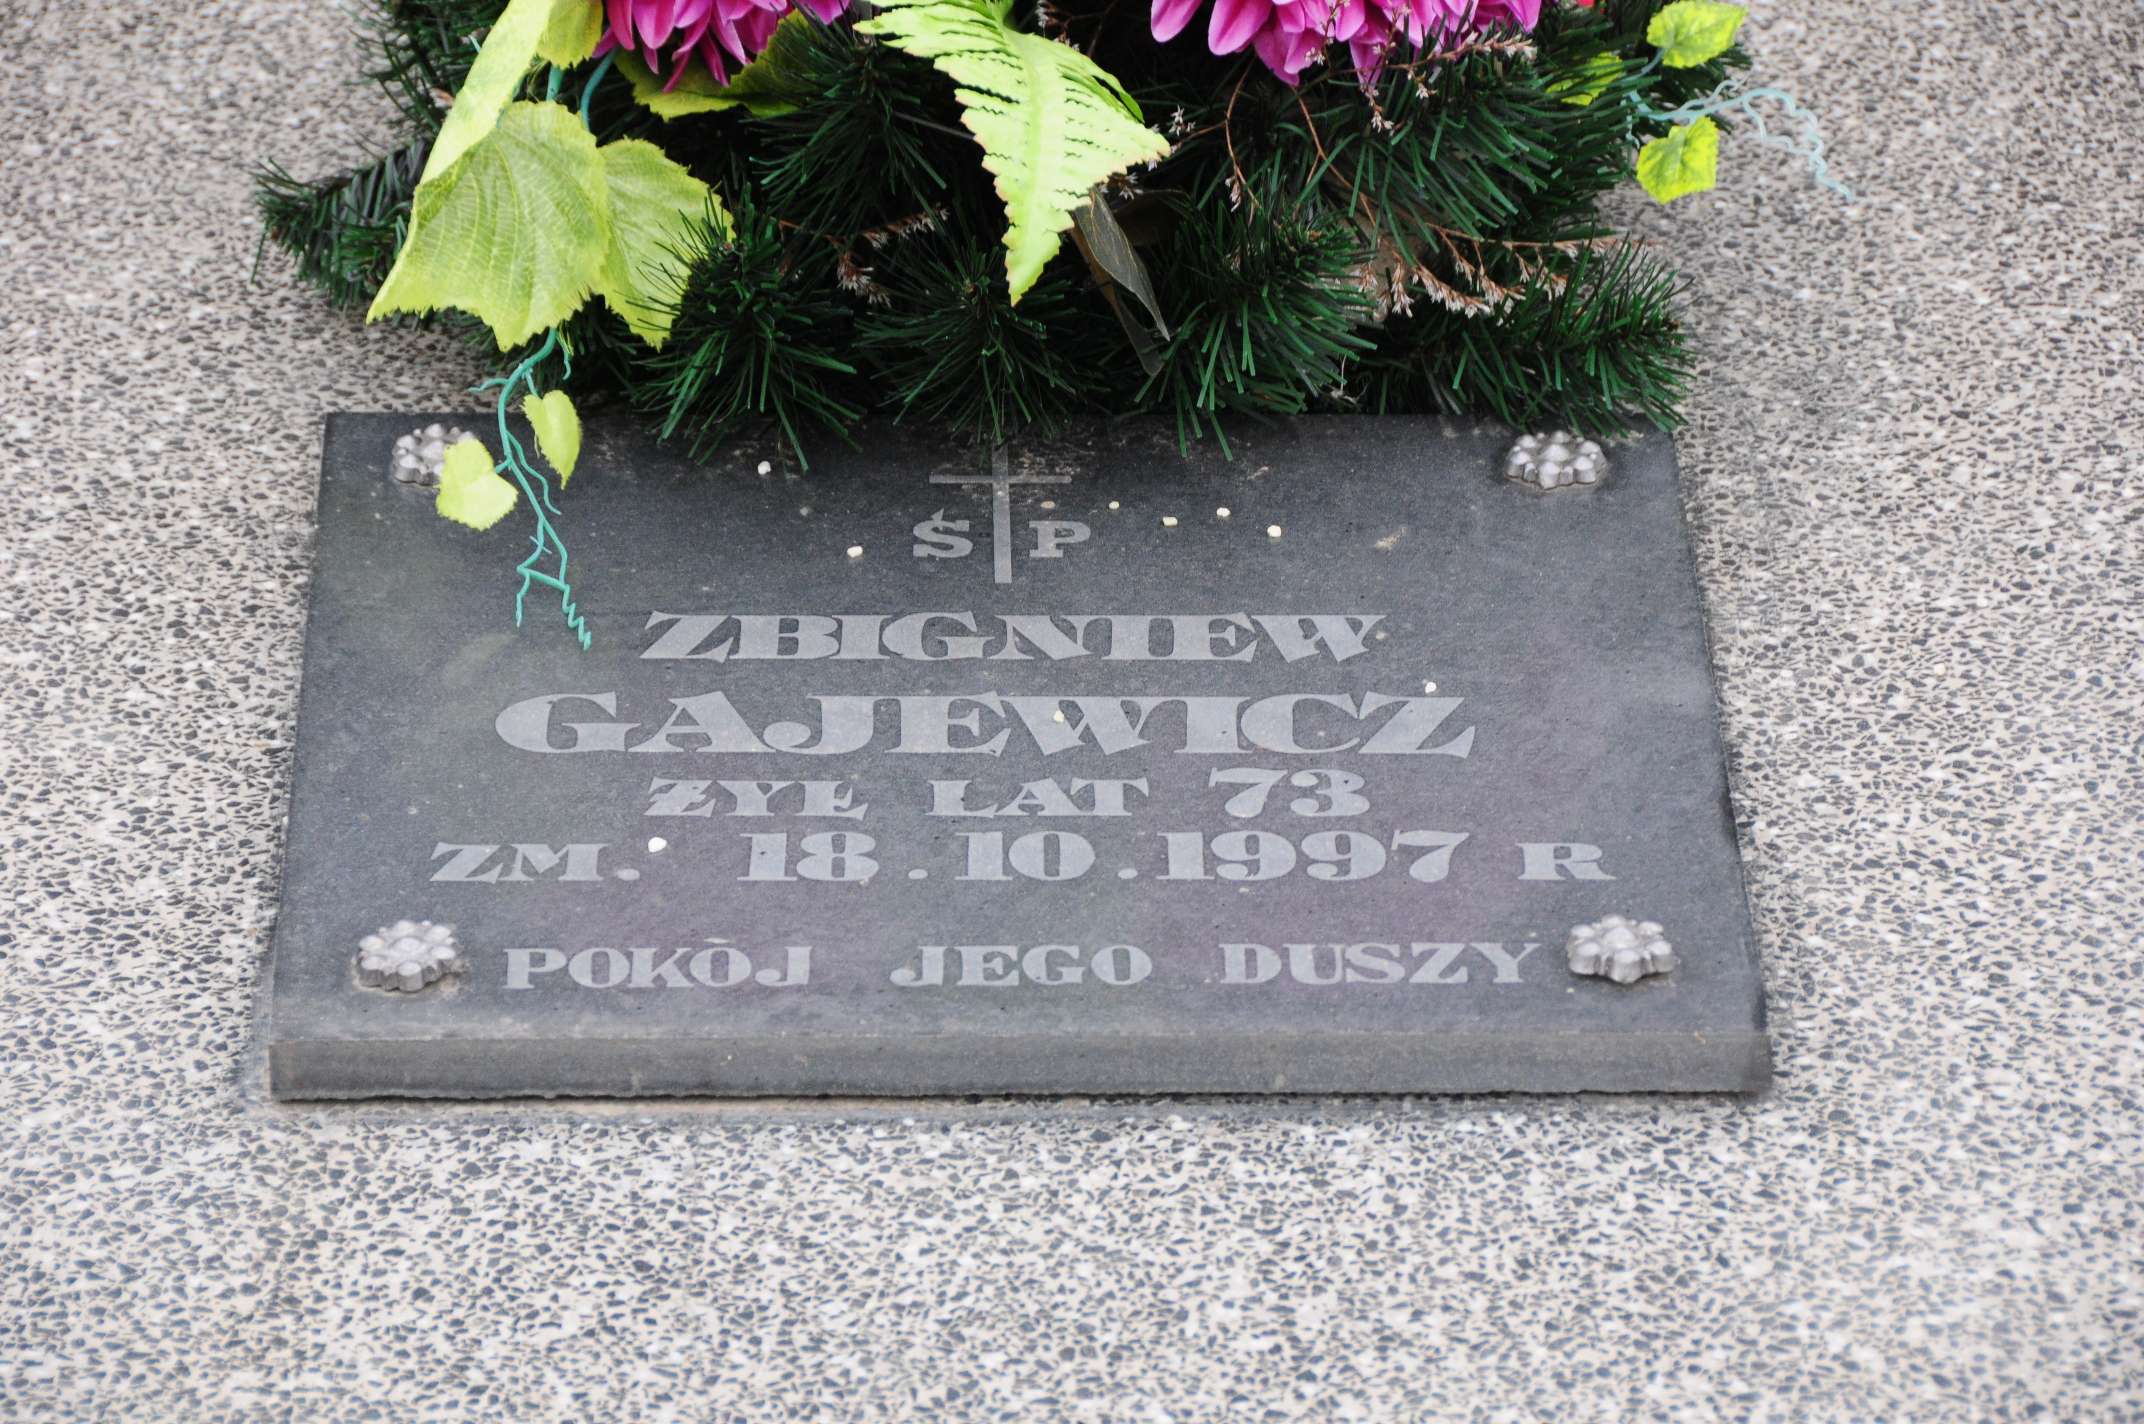 Ś P
ZBIGNIEW
GAJEWICZ
ŻYŁ LAT 73
ZM. 18.10.1997 R
POKÓJ JEGO DUSZY